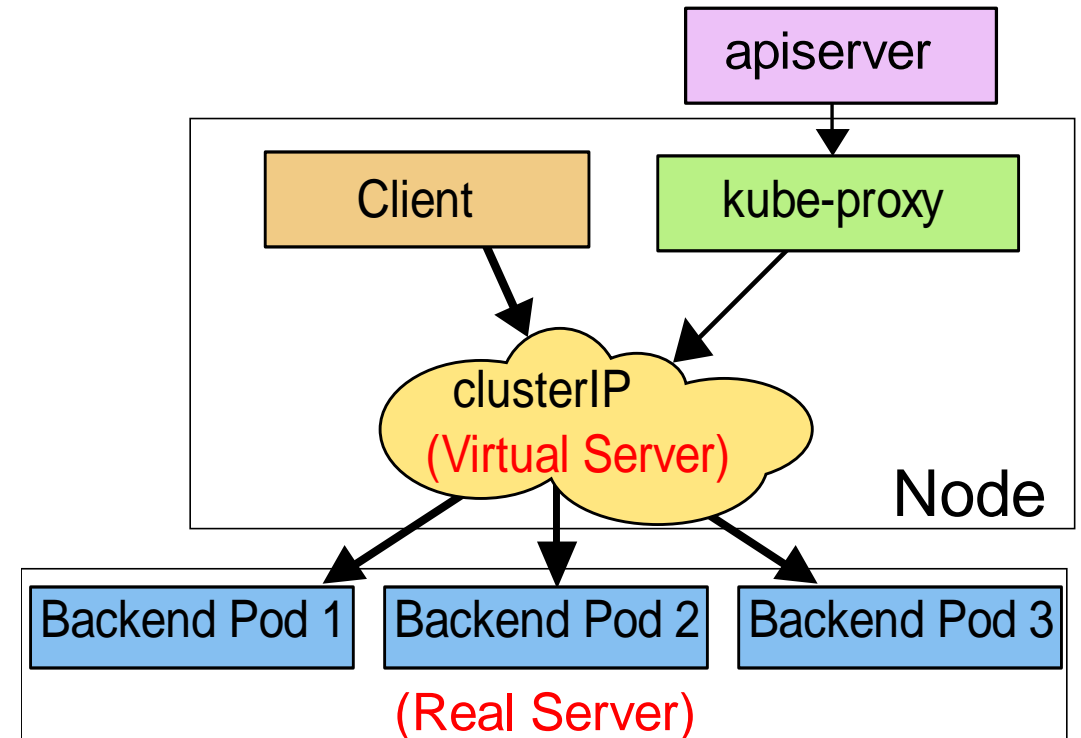 apiserver
Client
kube-proxy
clusterIP
(Virtual Server)
Node
Backend Pod 1
Backend Pod 2
Backend Pod 3
(Real Server)